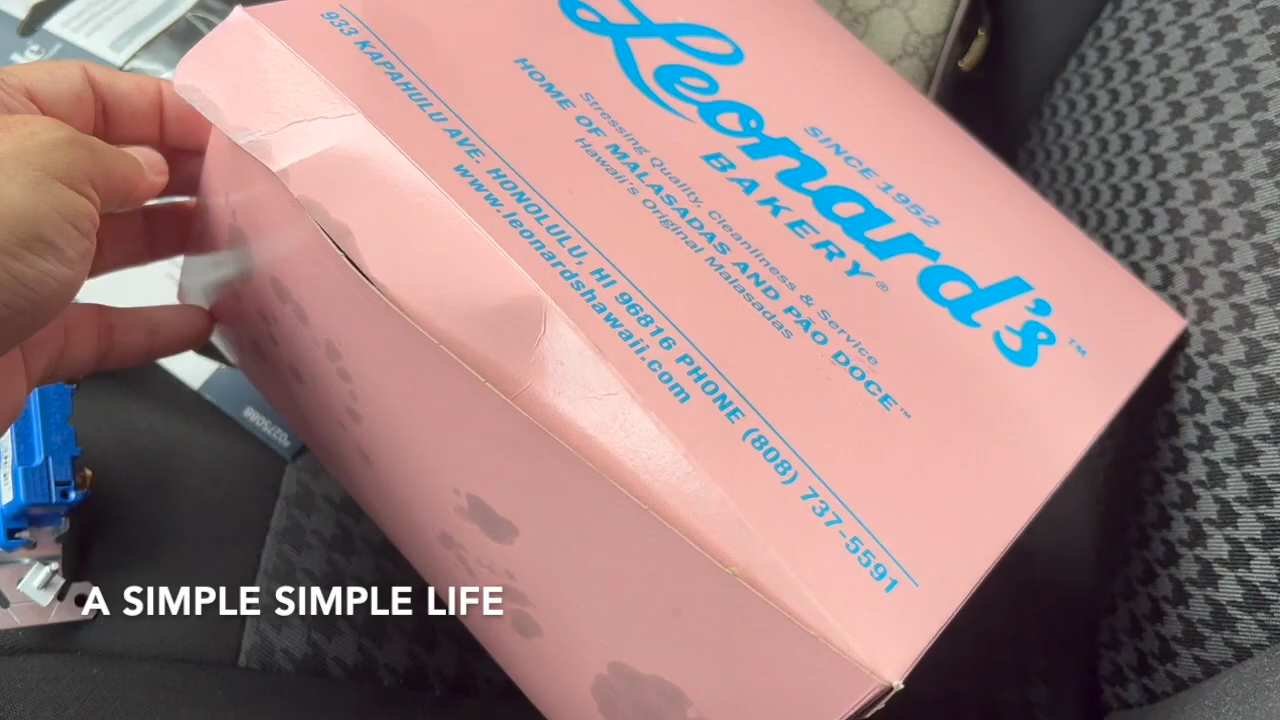 Leonard's™
SINCE 1952
BAKERY®
HOME OF MALASADAS AND PÃO DOCE™
Stressing Quality, Cleanliness & Service
Hawaii's Original Malasadas
933 KAPAHULU AVE. HONOLULU, HI 96816 PHONE (808) 737-5591
www.leonardshawaii.com
A SIMPLE SIMPLE LIFE